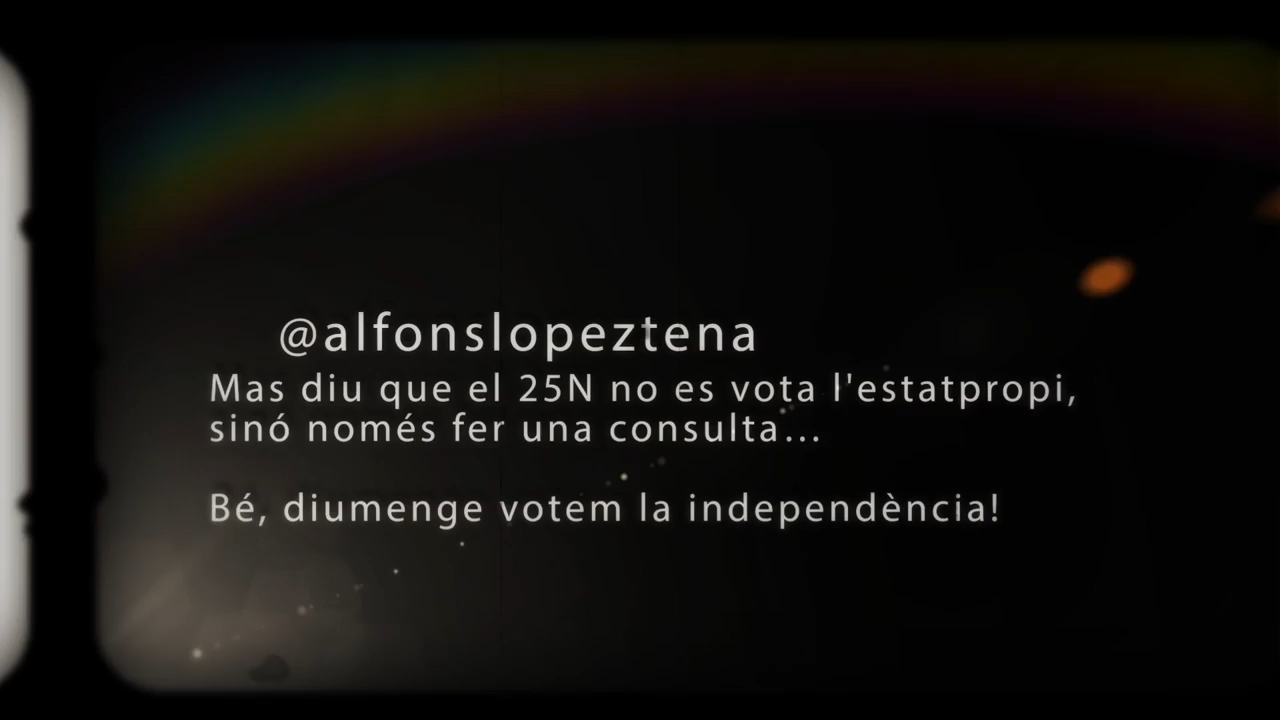 @alfonslopeztena
Mas diu que el 25N no es vota l'estatpropi,
sinó només fer una consulta...
Bé, diumenge votem la independència!